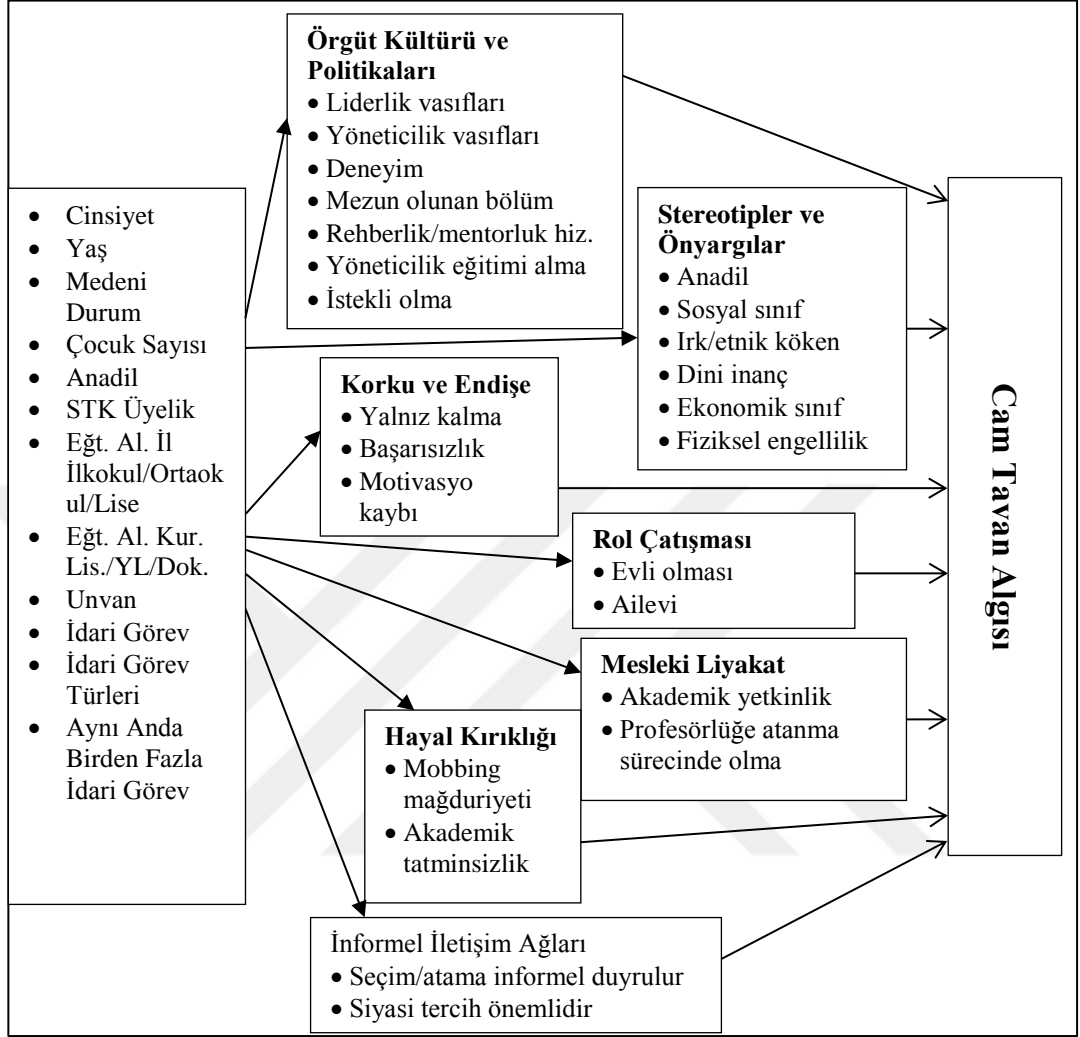 Örgüt Kültürü ve
Politikaları
• Liderlik vasıfları
• Yöneticilik vasıfları
• Deneyim
• Mezun olunan bölüm
• Rehberlik/mentorluk hiz.
• Yöneticilik eğitimi alma
• İstekli olma
• Cinsiyet
• Yaş
• Medeni
Durum
• Çocuk Sayısı
• Anadil
• STK Üyelik
• Eğt. Al. İl
İlkokul/Ortaok
ul/Lise
• Eğt. Al. Kur.
Lis./YL/Dok.
• Unvan
• İdari Görev
• İdari Görev
Türleri
• Aynı Anda
Birden Fazla
İdari Görev
Stereotipler ve
Önyargılar
• Anadil
• Sosyal sınıf
• Irk/etnik köken
• Dini inanç
• Ekonomik sınıf
• Fiziksel engellilik
Korku ve Endişe
• Yalnız kalma
• Başarısızlık
• Motivasyo
kaybı
Rol Çatışması
• Evli olması
• Ailevi
Mesleki Liyakat
• Akademik yetkinlik
• Profesörlüğe atanma
sürecinde olma
Hayal Kırıklığı
• Mobbing
mağduriyeti
• Akademik
tatminsizlik
İnformel İletişim Ağları
• Seçim/atama informel duyrulur
• Siyasi tercih önemlidir
Cam Tavan Algısı